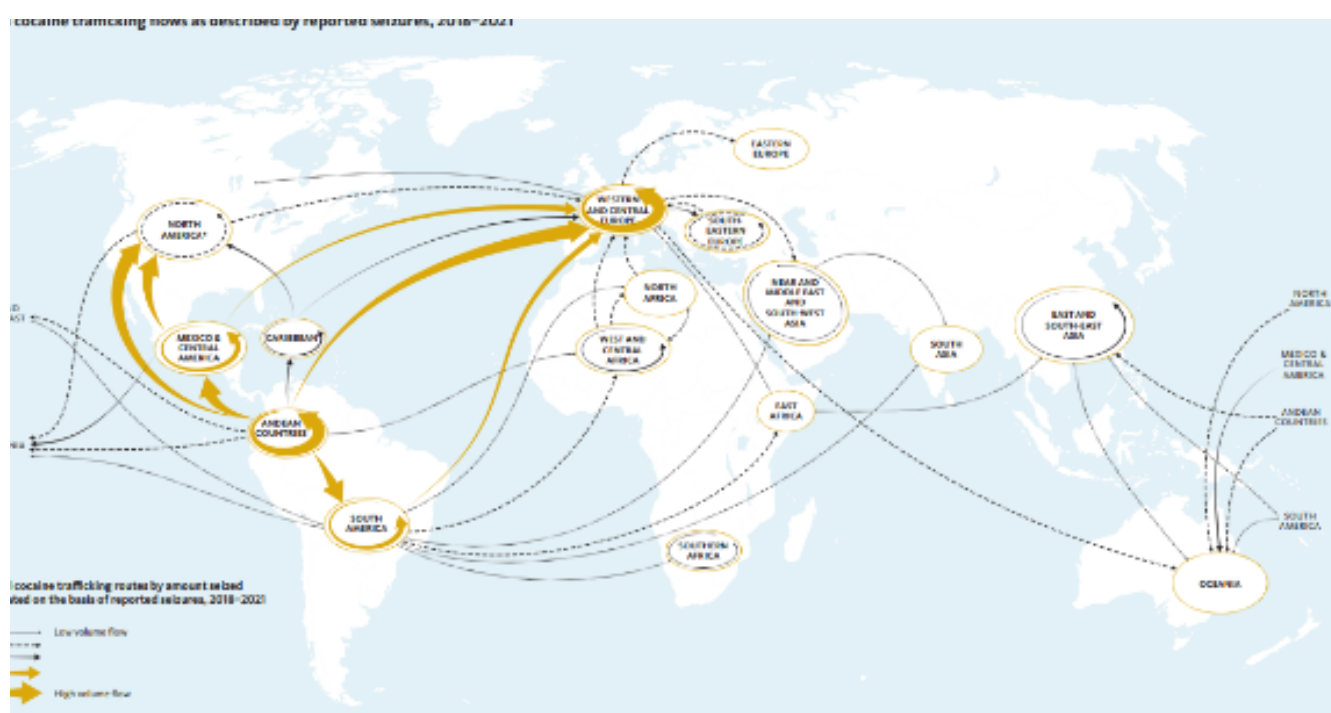 cocaine trafficking flows as described by reported seizures, 2018–2021
EASTERN
EUROPE
WESTERN
AND CENTRAL
EUROPE
NORTH
AMERICA*
SOUTH-
EASTERN
EUROPE
NORTH
AFRICA
NEAR AND
MIDDLE EAST
AND
SOUTH-WEST
ASIA
NORTH
AMERICA
MEXICO &
CENTRAL
AMERICA
CARIBBEAN
WEST AND
CENTRAL
AFRICA
SOUTH
ASIA
EAST AND
SOUTH-EAST
ASIA
MEXICO &
CENTRAL
AMERICA
ANDEAN
COUNTRIES
EAST
AFRICA
ANDEAN
COUNTRIES
SOUTH
AMERICA
SOUTHERN
AFRICA
SOUTH
AMERICA
OCEANIA
cocaine trafficking routes by amount seized
ated on the basis of reported seizures, 2018–2021
Low volume flow
High volume flow